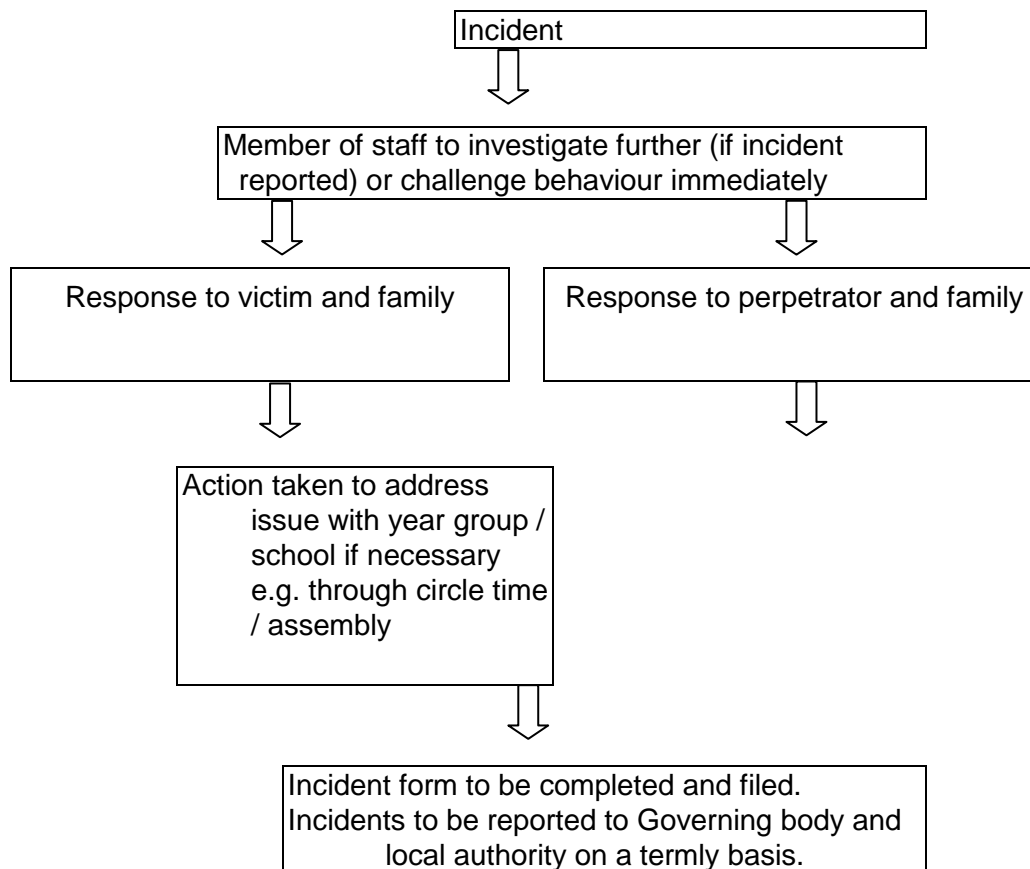 Incident
Member of staff to investigate further (if incident
reported) or challenge behaviour immediately
Response to victim and family
Response to perpetrator and family
Action taken to address
issue with year group /
school if necessary
e.g. through circle time
/ assembly
Incident form to be completed and filed.
Incidents to be reported to Governing body and
local authority on a termly basis.